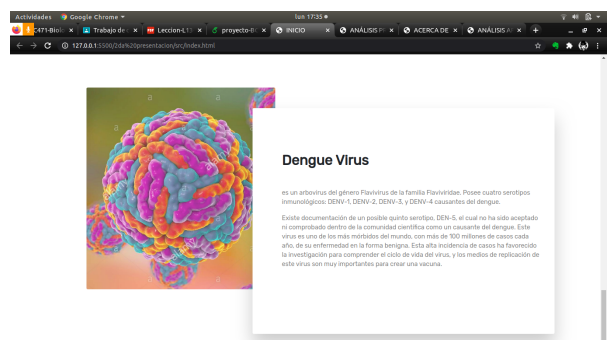 Actividades
Google Chrome
lun 17:35
C471-Biolo
Trabajo de c
Leccion-L13-
proyecto-BC
INICIO
ANÁLISIS PR
ACERCA DE
ANÁLISIS AF
127.0.0.1:5500/2da%20presentacion/src/index.html
a a
a
alamy
a
Dengue Virus
es un arbovirus del género Flavivirus de la familia Flaviviridae. Posee cuatro serotipos
inmunológicos: DENV-1, DENV-2, DENV-3, y DENV-4 causantes del dengue.
Existe documentación de un posible quinto serotipo, DEN-5, el cual no ha sido aceptado
ni comprobado dentro de la comunidad científica como un causante del dengue. Este
virus es uno de los más mórbidos del mundo, con más de 100 millones de casos cada
año, de su enfermedad en la forma benigna. Esta alta incidencia de casos ha favorecido
la investigación para comprender el ciclo de vida del virus, y los medios de replicación de
este virus son muy importantes para crear una vacuna.